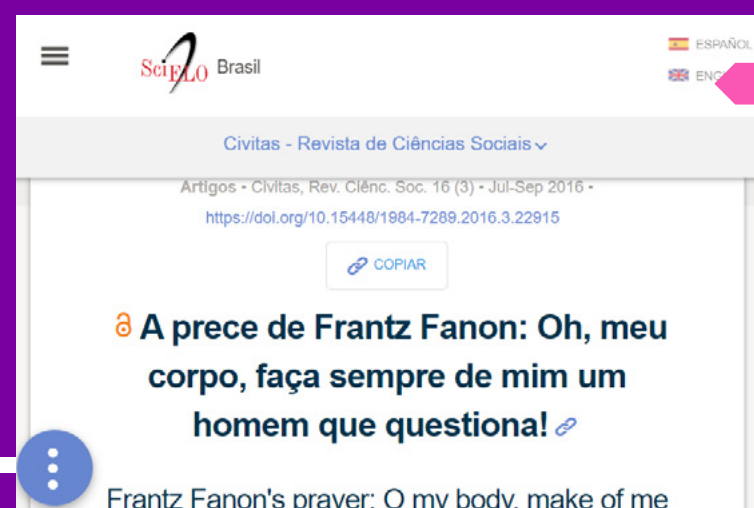 ESPAÑOL
SciELO Brasil
Civitas - Revista de Ciências Sociais
Artigos • Civitas, Rev. Ciênc. Soc. 16 (3) • Jul-Sep 2016 •
https://doi.org/10.15448/1984-7289.2016.3.22915
COPIAR
A prece de Frantz Fanon: Oh, meu
corpo, faça sempre de mim um
homem que questiona!
Frantz Fanon's prayer: O my body, make of me